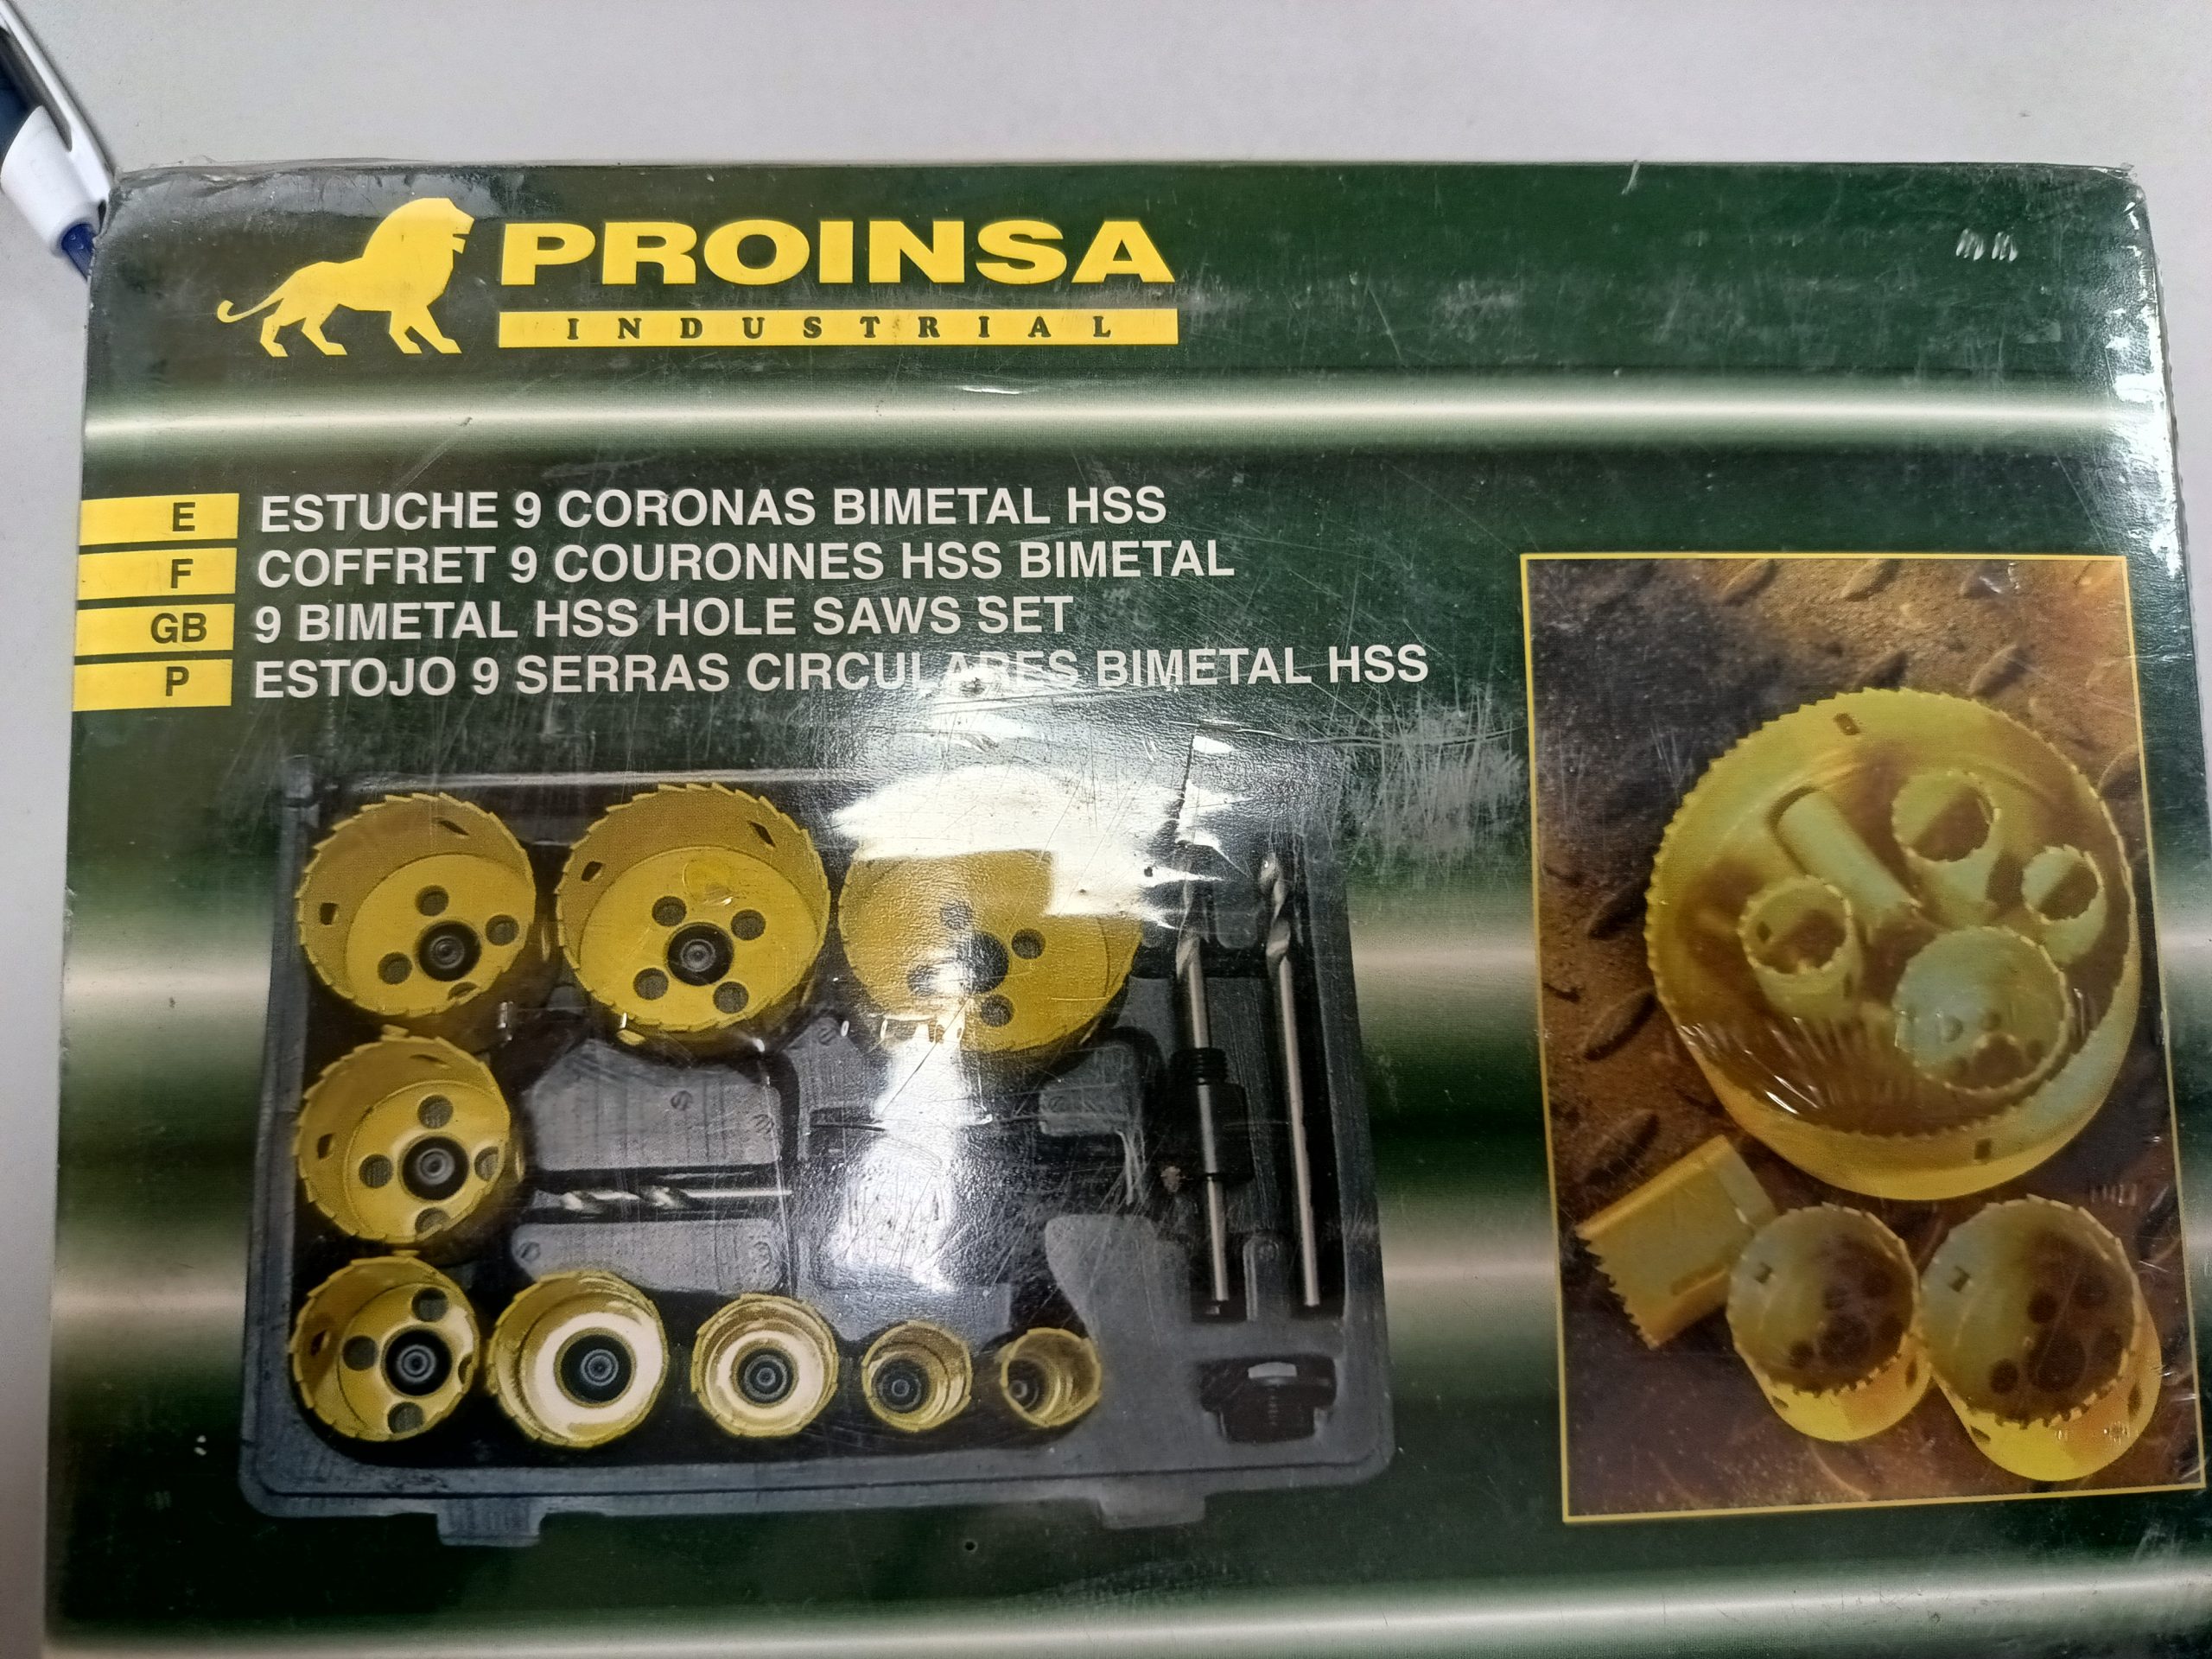 PROINSA
INDUSTRIAL
E ESTUCHE 9 CORONAS BIMETAL HSS
F COFFRET 9 COURONNES HSS BIMETAL
GB 9 BIMETAL HSS HOLE SAWS SET
P ESTOJO 9 SERRAS CIRCULARES BIMETAL HSS